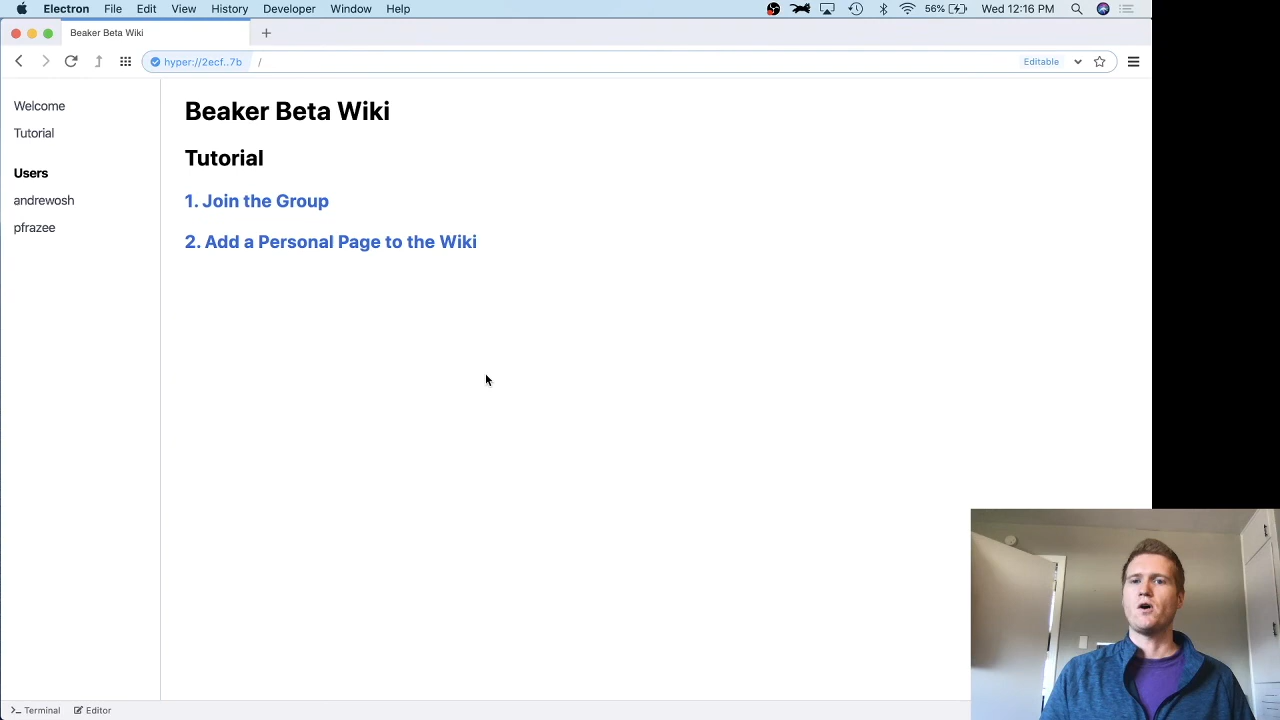 Electron File Edit View History Developer Window Help 56% Wed 12:16 PM
Beaker Beta Wiki
hyper://2ecf..7b / Editable
Welcome
Tutorial
Users
andrewosh
pfrazee
Beaker Beta Wiki
Tutorial
1. Join the Group
2. Add a Personal Page to the Wiki
Terminal Editor